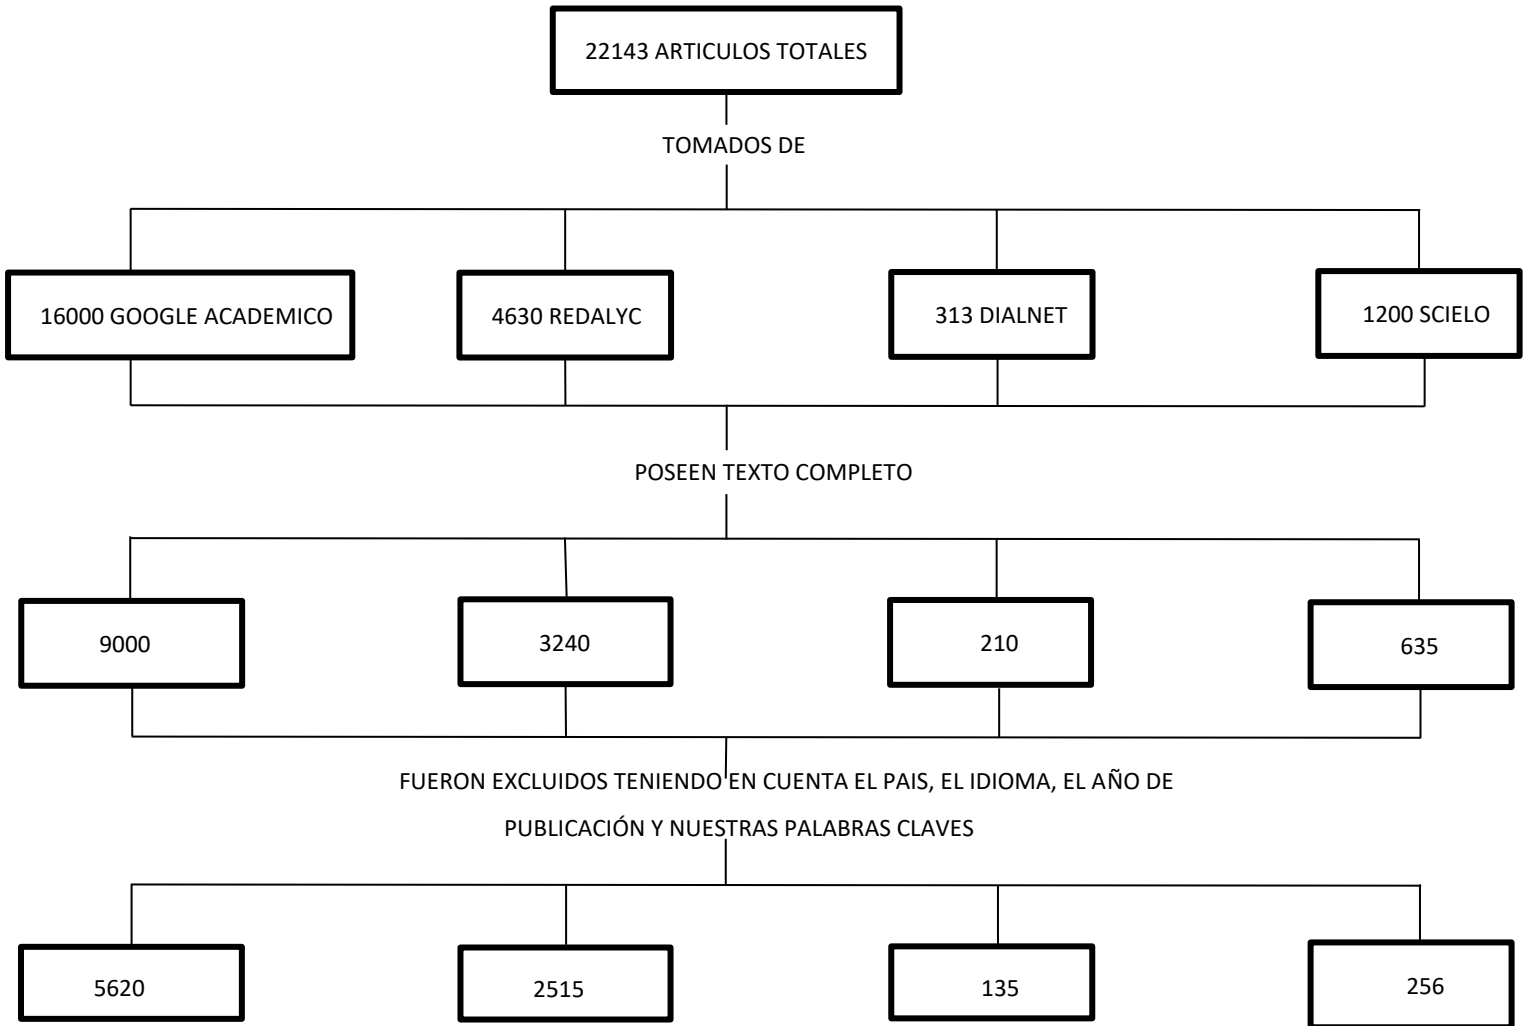 22143 ARTICULOS TOTALES
TOMADOS DE
16000 GOOGLE ACADEMICO
4630 REDALYC
313 DIALNET
1200 SCIELO
POSEEN TEXTO COMPLETO
9000
3240
210
635
FUERON EXCLUIDOS TENIENDO EN CUENTA EL PAIS, EL IDIOMA, EL AÑO DE
PUBLICACIÓN Y NUESTRAS PALABRAS CLAVES
5620
2515
135
256